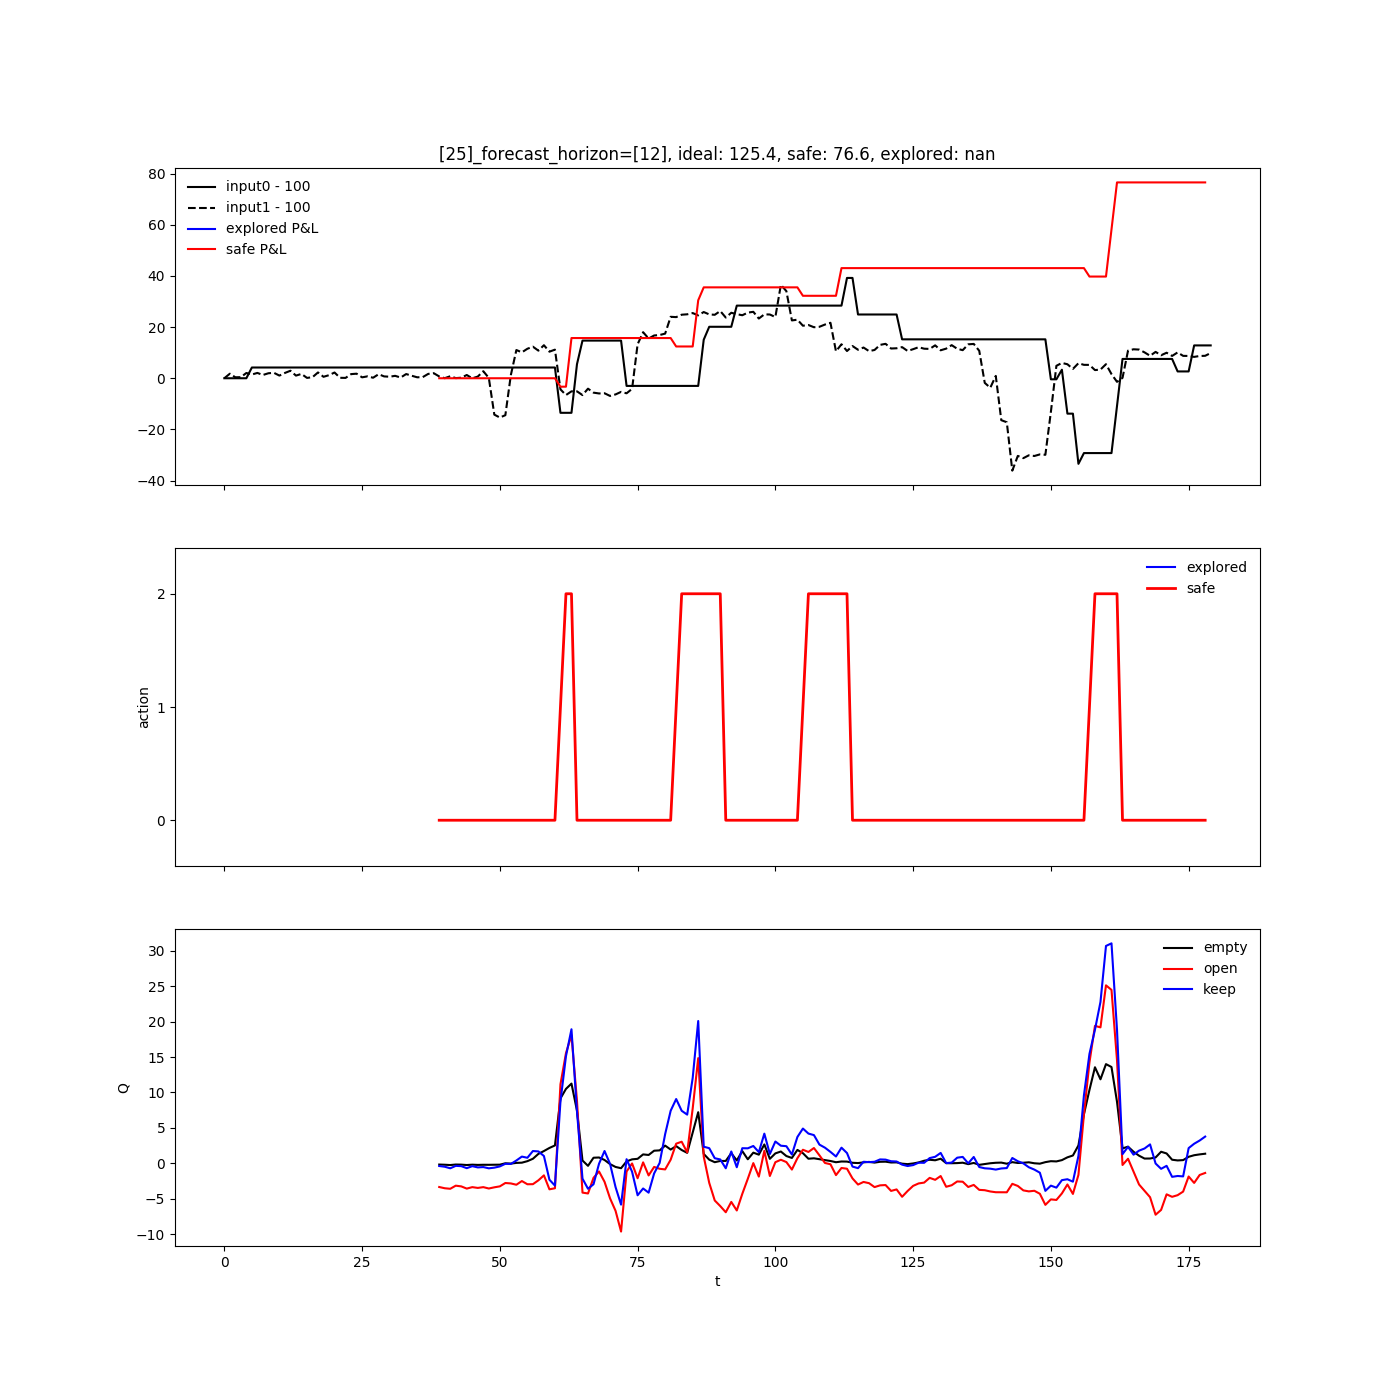 [25]_forecast_horizon=[12], ideal: 125.4, safe: 76.6, explored: nan
80
60
40
20
0
−20
−40
input0 - 100
input1 - 100
explored P&L
safe P&L
action
2
1
0
explored
safe
Q
30
25
20
15
10
5
0
−5
−10
empty
open
keep
0 25 50 75 100 125 150 175
t